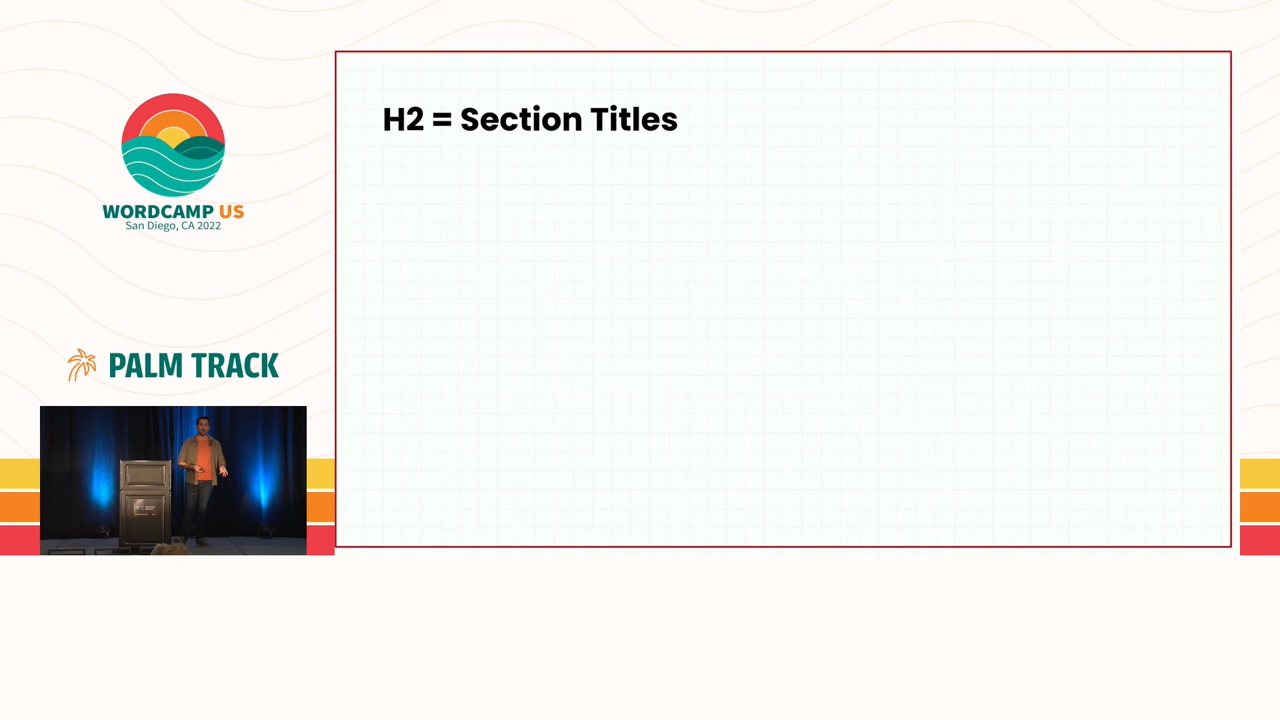 WORDCAMP US
San Diego, CA 2022
PALM TRACK
H2 = Section Titles